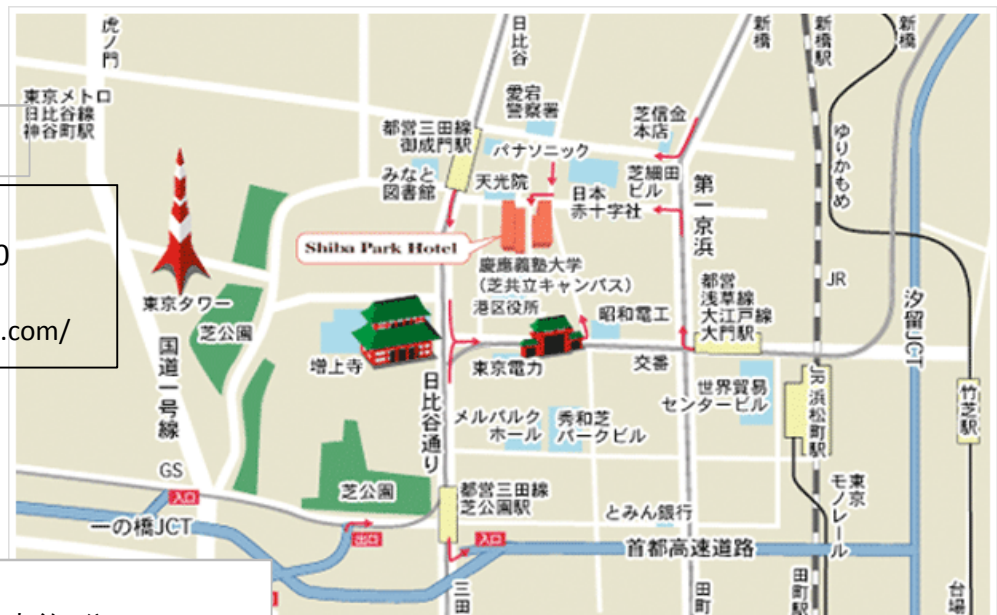 虎ノ門
日比谷
新橋
新橋駅
新橋
東京メトロ
日比谷線
神谷町駅
愛宕
警察署
芝信金
本店
都営三田線
御成門駅
パナソニック
ゆりかもめ
みなと
図書館
天光院
日本
赤十字社
芝細田
ビル
第一京浜
0
Shiba Park Hotel
慶應義塾大学
(芝共立キャンパス)
港区役所
都営
浅草線
大江戸線
大門駅
JR
汐留JCT
東京タワー
昭和電工
s.com/
芝公園
国道一号線
増上寺
東京電力
交番
日比谷通り
世界貿易
センタービル
JR浜松町駅
竹芝駅
メルパルク
ホール
秀和芝
パークビル
GS
入口
芝公園
都営三田線
芝公園駅
東京
モノレール
とみん銀行
一の橋JCT
出口
入口
首都高速道路
三田
田町
田町駅
台場